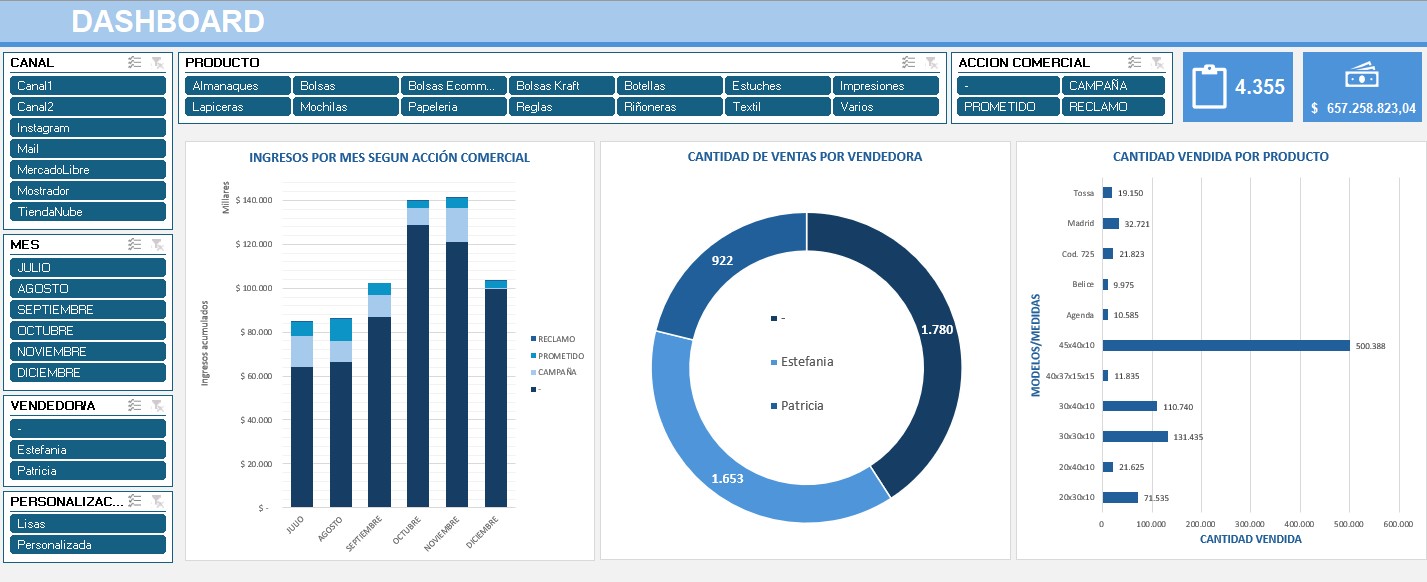 DASHBOARD
CANAL
Canal1
Canal2
Instagram
Mail
MercadoLibre
Mostrador
TiendaNube
MES
JULIO
AGOSTO
SEPTIEMBRE
OCTUBRE
NOVIEMBRE
DICIEMBRE
VENDEDOR/A
-
Estefania
Patricia
PERSONALIZAC...
Lisas
Personalizada
PRODUCTO
Almanaques Bolsas Bolsas Ecomm... Bolsas Kraft Botellas Estuches Impresiones
Lapiceras Mochilas Papeleria Reglas Riñoneras Textil Varios
ACCION COMERCIAL
- CAMPAÑA
PROMETIDO RECLAMO
4.355
$ 657.258.823,04
INGRESOS POR MES SEGUN ACCIÓN COMERCIAL
Millares
Ingresos acumulados
$ 140.000
$ 120.000
$ 100.000
$ 80.000
$ 60.000
$ 40.000
$ 20.000
$ -
JULIO
AGOSTO
SEPTIEMBRE
OCTUBRE
NOVIEMBRE
DICIEMBRE
RECLAMO
PROMETIDO
CAMPAÑA
-
CANTIDAD DE VENTAS POR VENDEDORA
922
1.780
1.653
-
Estefania
Patricia
CANTIDAD VENDIDA POR PRODUCTO
MODELOS/MEDIDAS
Tossa 19.150
Madrid 32.721
Cod. 725 21.823
Belice 9.975
Agenda 10.585
45x40x10 500.388
40x37x15x15 11.835
30x40x10 110.740
30x30x10 131.435
20x40x10 21.625
20x30x10 71.535
0 100.000 200.000 300.000 400.000 500.000 600.000
CANTIDAD VENDIDA